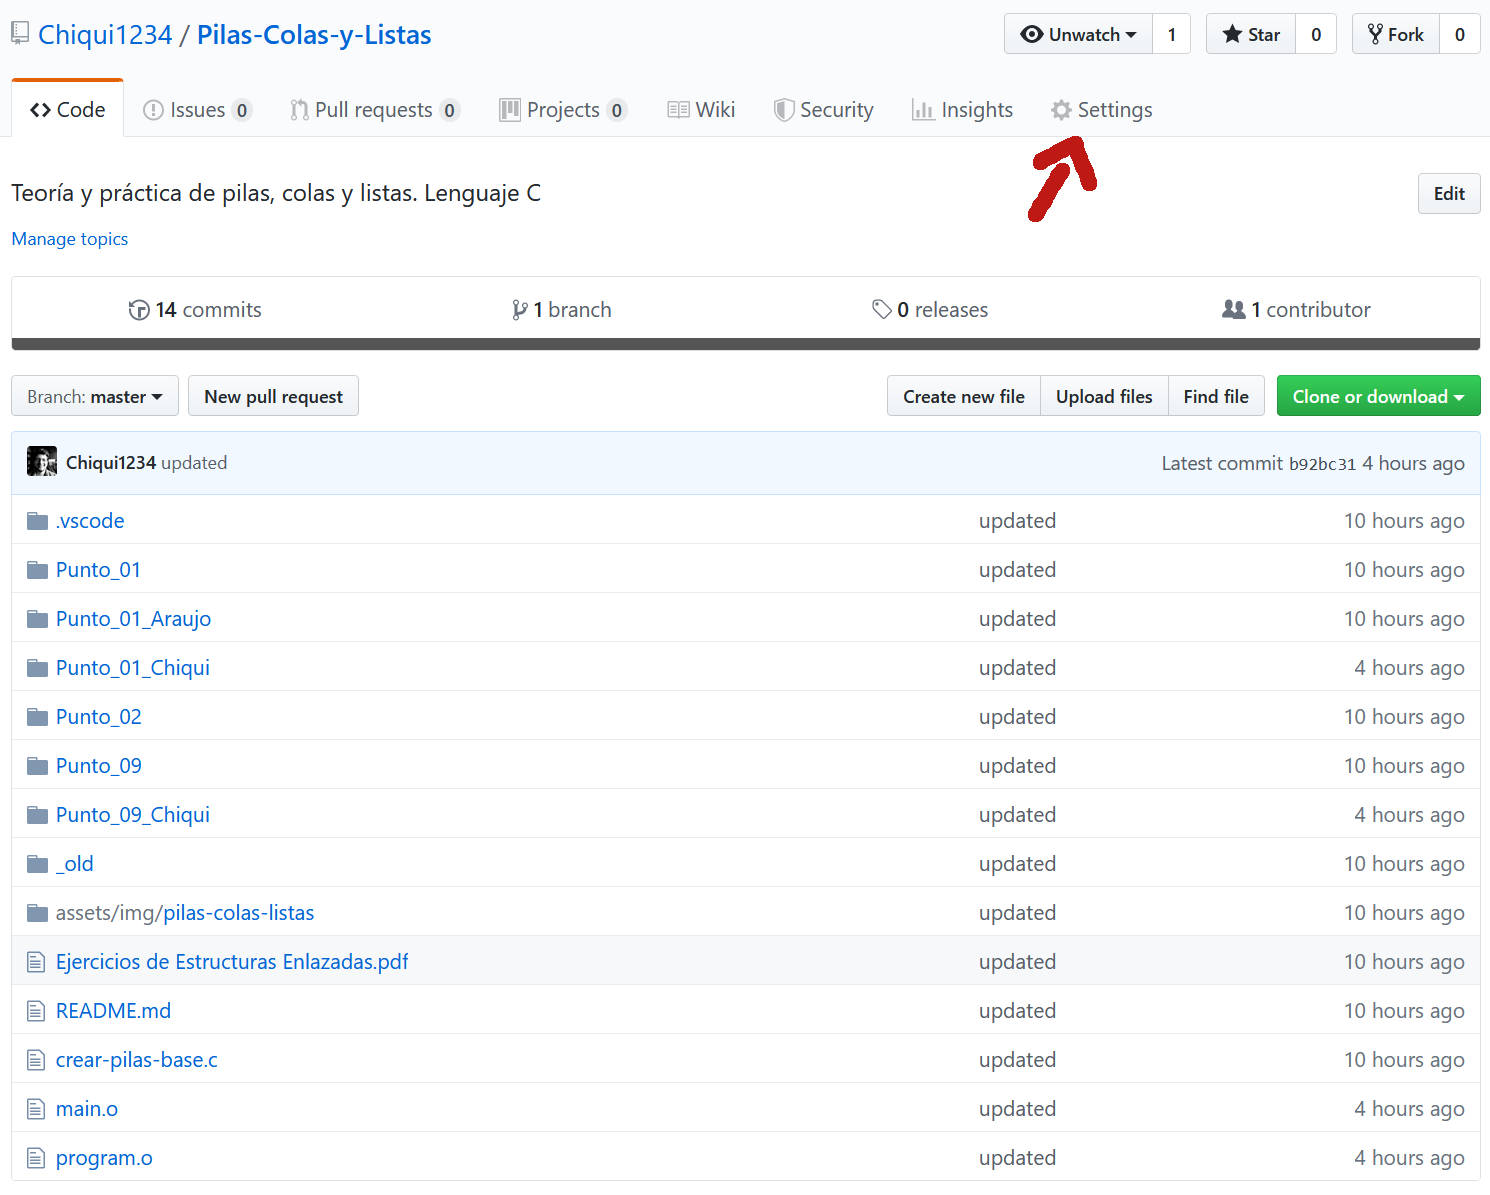 Chiqui1234 / Pilas-Colas-y-Listas Unwatch 1 Star 0 Fork 0
Code Issues 0 Pull requests 0 Projects 0 Wiki Security Insights Settings
Teoría y práctica de pilas, colas y listas. Lenguaje C Edit
Manage topics
14 commits 1 branch 0 releases 1 contributor
Branch: master New pull request Create new file Upload files Find file Clone or download
Chiqui1234 updated Latest commit b92bc31 4 hours ago
.vscode updated 10 hours ago
Punto_01 updated 10 hours ago
Punto_01_Araujo updated 10 hours ago
Punto_01_Chiqui updated 4 hours ago
Punto_02 updated 10 hours ago
Punto_09 updated 10 hours ago
Punto_09_Chiqui updated 4 hours ago
_old updated 10 hours ago
assets/img/pilas-colas-listas updated 10 hours ago
Ejercicios de Estructuras Enlazadas.pdf updated 10 hours ago
README.md updated 10 hours ago
crear-pilas-base.c updated 10 hours ago
main.o updated 4 hours ago
program.o updated 4 hours ago